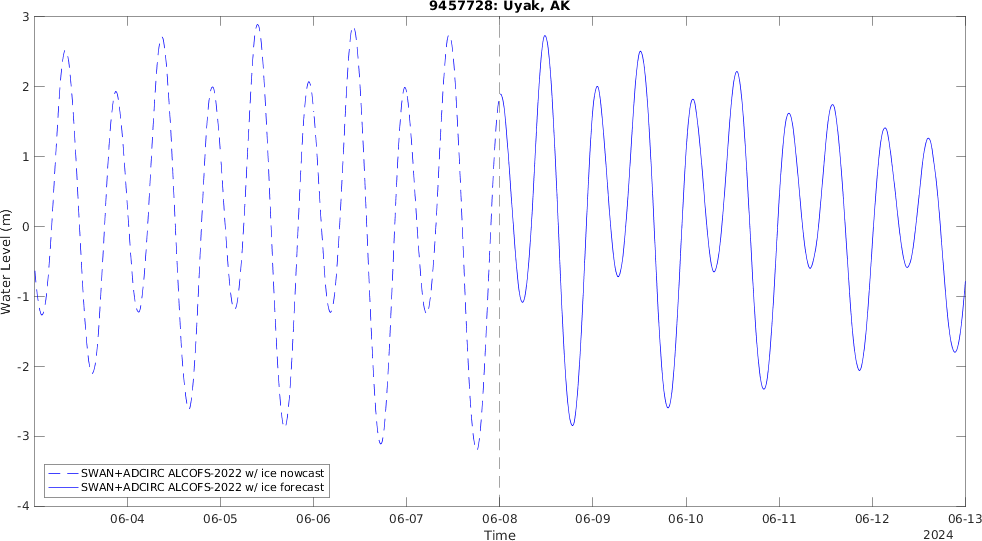 9457728: Uyak, AK
3
2
1
0
-1
-2
-3
-4
Water Level (m)
SWAN+ADCIRC ALCOFS-2022 w/ ice nowcast
SWAN+ADCIRC ALCOFS-2022 w/ ice forecast
06-04 06-05 06-06 06-07 06-08 06-09 06-10 06-11 06-12 06-13
Time
2024